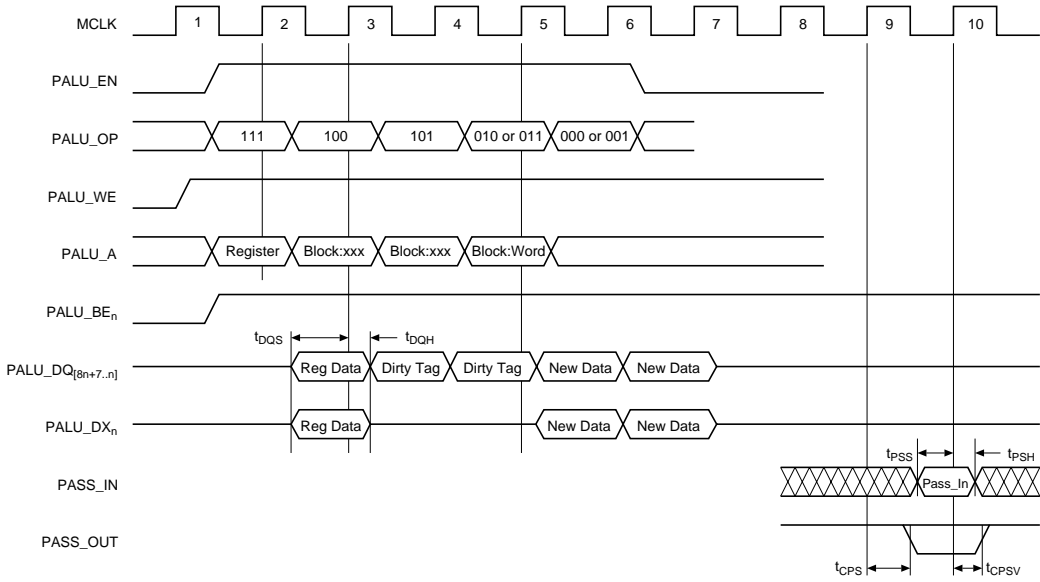 MCLK 1 2 3 4 5 6 7 8 9 10
PALU_EN
PALU_OP 111 100 101 010 or 011 000 or 001
PALU_WE
PALU_A Register Block:xxx Block:xxx Block:Word
PALU_BEn
tDQS tDQH
PALU_DQ[8n+7..n] Reg Data Dirty Tag Dirty Tag New Data New Data
PALU_DXn Reg Data New Data New Data
tPSS tPSH
PASS_IN Pass_In
PASS_OUT
tCPS tCPSV